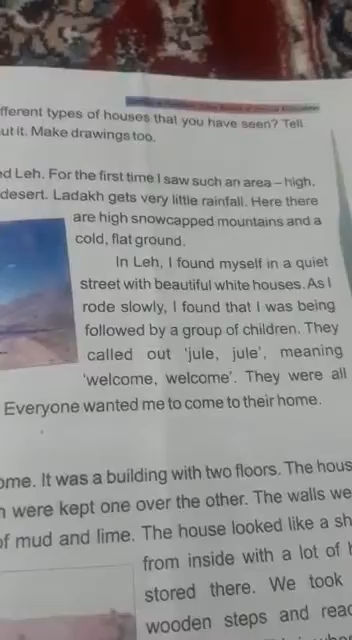 fferent types of houses that you have seen? Tell
ut it. Make drawings too.
d Leh. For the first time I saw such an area – high,
desert. Ladakh gets very little rainfall. Here there
are high snowcapped mountains and a
cold, flat ground.
In Leh, I found myself in a quiet
street with beautiful white houses. As I
rode slowly, I found that I was being
followed by a group of children. They
called out 'jule, jule', meaning
'welcome, welcome'. They were all
Everyone wanted me to come to their home.
ome. It was a building with two floors. The hous
n were kept one over the other. The walls we
of mud and lime. The house looked like a sh
from inside with a lot of
stored there. We took
wooden steps and reac